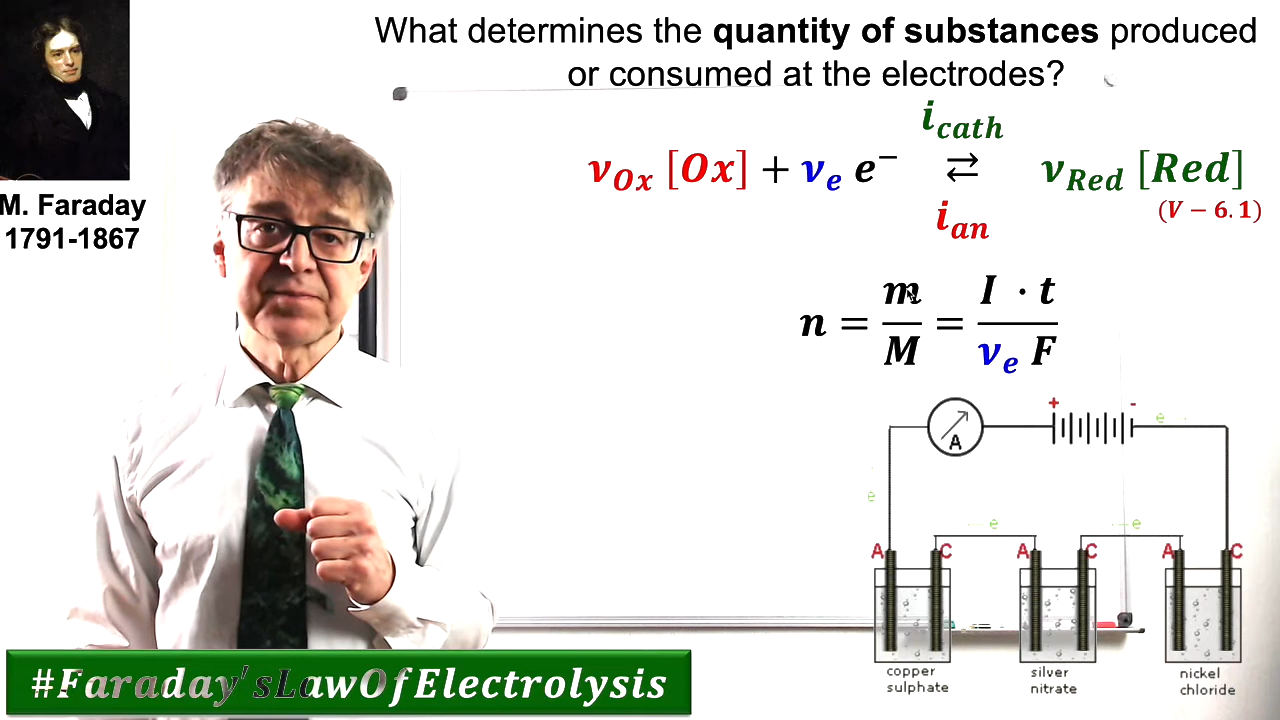 What determines the quantity of substances produced
or consumed at the electrodes?
M. Faraday
1791-1867
i_cath
ν_Ox [Ox] + ν_e e⁻ ⇄ ν_Red [Red]
i_an
(V − 6.1)
n = m/M = I · t/ν_e F
+ -
e
A
e
e e
A C A C A C
copper
sulphate
silver
nitrate
nickel
chloride
#Faraday'sLawOfElectrolysis